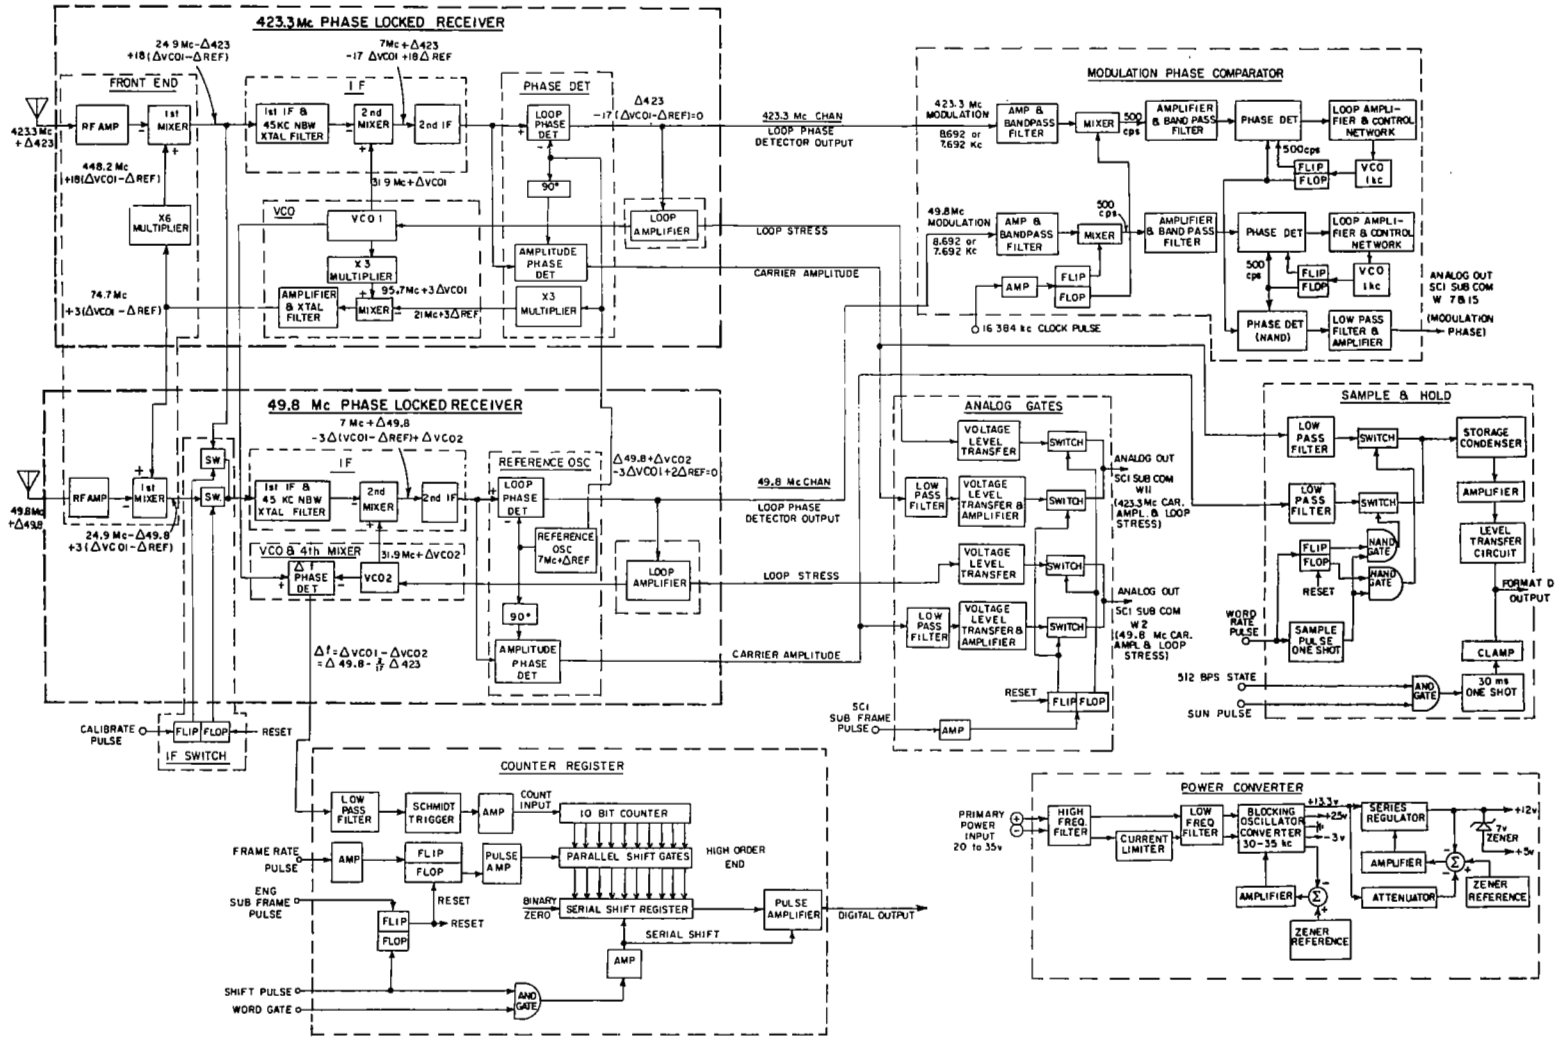 423.3Mc PHASE LOCKED RECEIVER
24.9 Mc-Δ423
+18(ΔVCO1-ΔREF)
7Mc+Δ423
-17 ΔVCO1 +18Δ REF
FRONT END
423.3Mc
+ Δ423
RF AMP
1st
MIXER
-
+
448.2 Mc
+18(ΔVCO1-ΔREF)
X6
MULTIPLIER
74.7Mc
+3(ΔVCO1-ΔREF)
IF
1st IF &
45KC NBW
XTAL FILTER
2nd
MIXER
-
+
2nd IF
31.9Mc+ΔVCO1
VCO
VCO 1
X 3
MULTIPLIER
95.7Mc+3ΔVCO1
AMPLIFIER
& XTAL
FILTER
+
MIXER
-
21Mc+3ΔREF
PHASE DET
+
LOOP
PHASE
DET
-
Δ423
-17(ΔVCO1-ΔREF)=0
90°
AMPLITUDE
PHASE
DET
X3
MULTIPLIER
LOOP
AMPLIFIER
423.3 Mc CHAN
LOOP PHASE
DETECTOR OUTPUT
LOOP STRESS
CARRIER AMPLITUDE
MODULATION PHASE COMPARATOR
423.3 Mc
MODULATION
8.692 or
7.692 Kc
AMP &
BANDPASS
FILTER
MIXER
500
cps
AMPLIFIER
& BAND PASS
FILTER
PHASE DET
LOOP AMPLI-
FIER & CONTROL
NETWORK
500cps
FLIP
FLOP
VCO
1 kc
49.8Mc
MODULATION
8.692 or
7.692 Kc
AMP &
BANDPASS
FILTER
MIXER
500
cps
AMPLIFIER
& BAND PASS
FILTER
PHASE DET
LOOP AMPLI-
FIER & CONTROL
NETWORK
AMP
FLIP
FLOP
500
cps
FLIP
FLOP
VCO
1kc
16 384 kc CLOCK PULSE
PHASE DET
(NAND)
LOW PASS
FILTER &
AMPLIFIER
ANALOG OUT
SCI SUB COM
W 7 & 15
(MODULATION
PHASE)
49.8 Mc PHASE LOCKED RECEIVER
7 Mc+Δ49.8
-3Δ(VCO1-ΔREF)+ΔVCO2
49.8Mc
+Δ49.8
RF AMP
+
1st
MIXER
-
24.9 Mc-Δ49.8
+3(ΔVCO1-ΔREF)
SW.
SW.
IF
1st IF &
45 KC NBW
XTAL FILTER
2nd
MIXER
-
+
2nd IF
31.9Mc+ΔVCO2
VCO & 4th MIXER
+
Δ f
PHASE
DET
-
VCO2
Δf=ΔVCO1-ΔVCO2
=Δ 49.8-3/17 Δ423
REFERENCE OSC
+
LOOP
PHASE
DET
-
Δ49.8+ΔVCO2
-3ΔVCO1+2ΔREF=0
REFERENCE
OSC
7Mc+ΔREF
90°
AMPLITUDE
PHASE
DET
LOOP AMPLIFIER
49.8 Mc CHAN
LOOP PHASE
DETECTOR OUTPUT
LOOP STRESS
CARRIER AMPLITUDE
CALIBRATE
PULSE
FLIP FLOP
RESET
IF SWITCH
ANALOG GATES
VOLTAGE
LEVEL
TRANSFER
SWITCH
LOW
PASS
FILTER
VOLTAGE
LEVEL
TRANSFER &
AMPLIFIER
SWITCH
ANALOG OUT
SCI SUB COM
W11
(423.3Mc CAR.
AMPL. & LOOP
STRESS)
VOLTAGE
LEVEL
TRANSFER
SWITCH
LOW
PASS
FILTER
VOLTAGE
LEVEL
TRANSFER &
AMPLIFIER
SWITCH
ANALOG OUT
SCI SUB COM
W2
(49.8 Mc CAR.
AMPL & LOOP
STRESS)
RESET
FLIP FLOP
SCI
SUB FRAME
PULSE
AMP
SAMPLE & HOLD
LOW
PASS
FILTER
SWITCH
STORAGE
CONDENSER
LOW
PASS
FILTER
SWITCH
AMPLIFIER
FLIP
FLOP
RESET
NAND
GATE
NAND
GATE
LEVEL
TRANSFER
CIRCUIT
FORMAT D
OUTPUT
WORD
RATE
PULSE
SAMPLE
PULSE
ONE SHOT
CLAMP
512 BPS STATE
SUN PULSE
AND
GATE
30 ms
ONE SHOT
COUNTER REGISTER
LOW
PASS
FILTER
SCHMIDT
TRIGGER
AMP
COUNT
INPUT
10 BIT COUNTER
FRAME RATE
PULSE
AMP
FLIP
FLOP
PULSE
AMP
PARALLEL SHIFT GATES
HIGH ORDER
END
ENG
SUB FRAME
PULSE
RESET
FLIP
FLOP
RESET
BINARY
ZERO
SERIAL SHIFT REGISTER
PULSE
AMPLIFIER
DIGITAL OUTPUT
SERIAL SHIFT
AMP
SHIFT PULSE
WORD GATE
AND
GATE
POWER CONVERTER
PRIMARY
POWER
INPUT
20 to 35v
+
-
HIGH
FREQ.
FILTER
CURRENT
LIMITER
LOW
FREQ
FILTER
BLOCKING
OSCILLATOR
CONVERTER
30-35 kc
+13.3v
+25v
-3v
SERIES
REGULATOR
+12v
7v
ZENER
+5v
AMPLIFIER
-
Σ
+
ZENER
REFERENCE
AMPLIFIER
ATTENUATOR
-
-
Σ
+
ZENER
REFERENCE